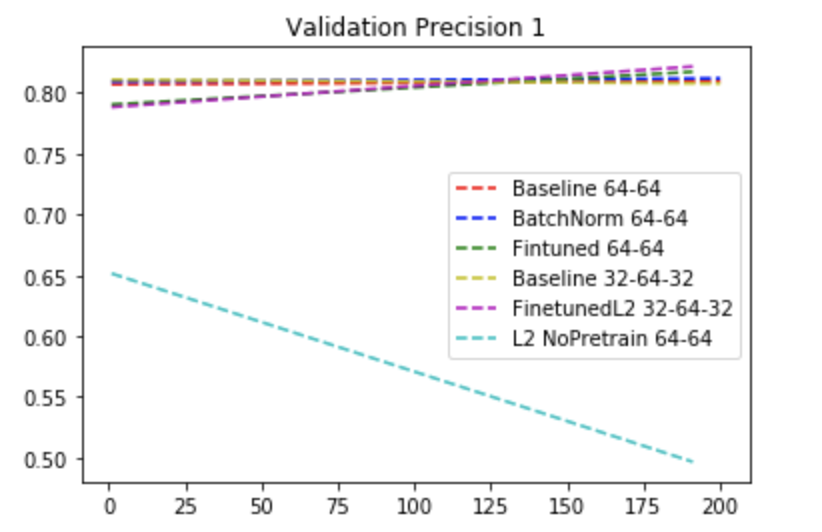 Validation Precision 1
0.80
0.75
0.70
0.65
0.60
0.55
0.50
Baseline 64-64
BatchNorm 64-64
Fintuned 64-64
Baseline 32-64-32
FinetunedL2 32-64-32
L2 NoPretrain 64-64
0 25 50 75 100 125 150 175 200